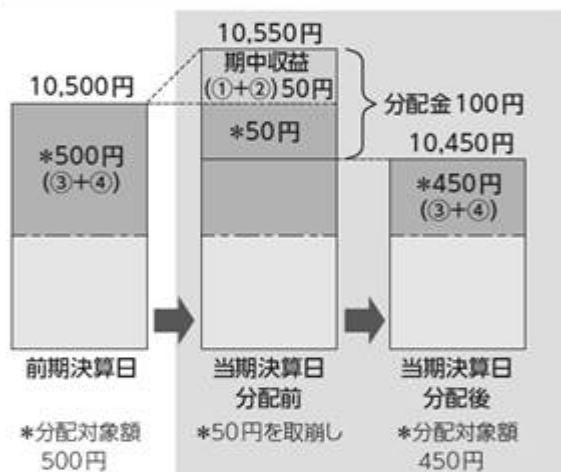 10,500円
*500円
(③+④)
前期決算日
*分配対象額
500円
10,550円
期中収益
(①+②)50円
*50円
分配金100円
当期決算日
分配前
*50円を取崩し
10,450円
*450円
(③+④)
当期決算日
分配後
*分配対象額
450円